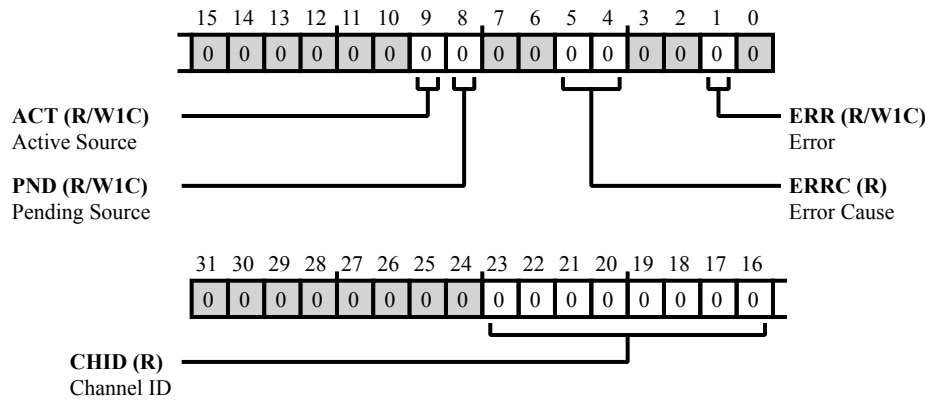 15 14 13 12 11 10 9 8 7 6 5 4 3 2 1 0
0 0 0 0 0 0 0 0 0 0 0 0 0 0 0 0
ACT (R/W1C)
Active Source
ERR (R/W1C)
Error
PND (R/W1C)
Pending Source
ERRC (R)
Error Cause
31 30 29 28 27 26 25 24 23 22 21 20 19 18 17 16
0 0 0 0 0 0 0 0 0 0 0 0 0 0 0 0
CHID (R)
Channel ID